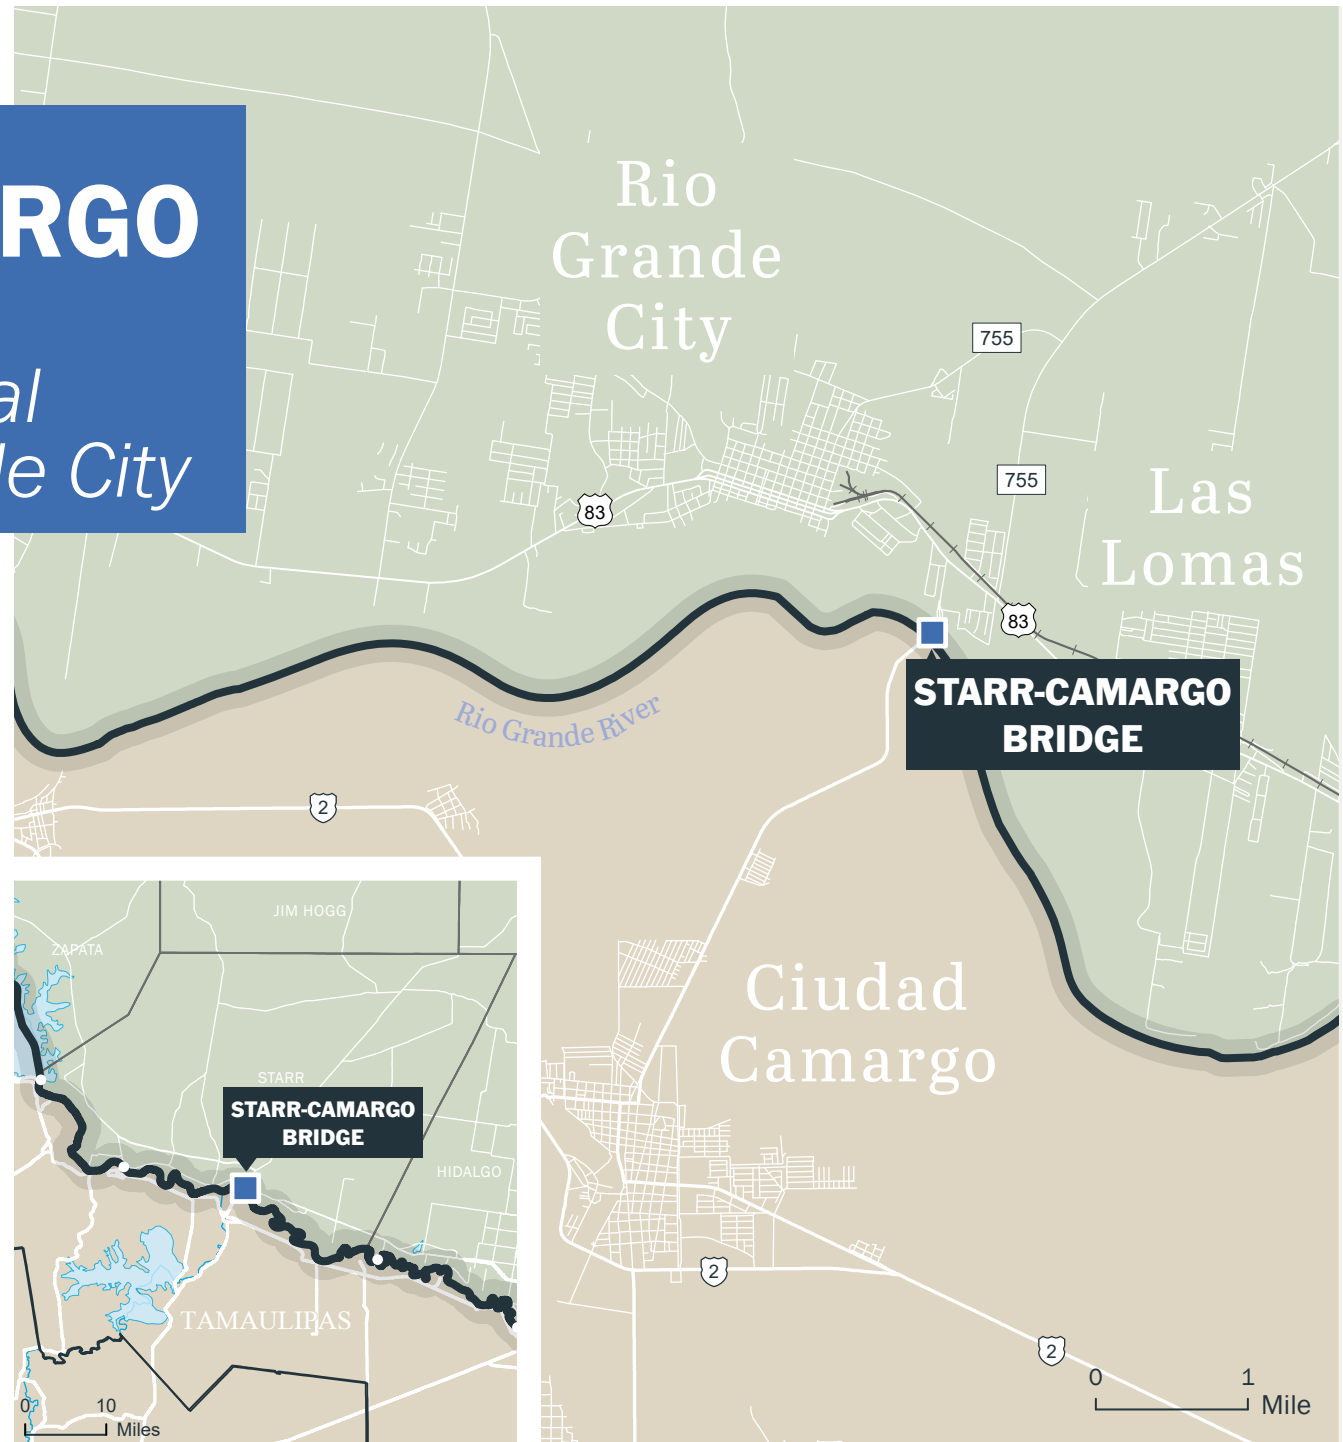 RGO
al
le City
Rio
Grande
City
755
755
Las
Lomas
83
83
STARR-CAMARGO
BRIDGE
Rio Grande River
2
Ciudad
Camargo
2
2
0 1
Mile
JIM HOGG
ZAPATA
STARR
STARR-CAMARGO
BRIDGE
HIDALGO
TAMAULIPAS
0 10
Miles